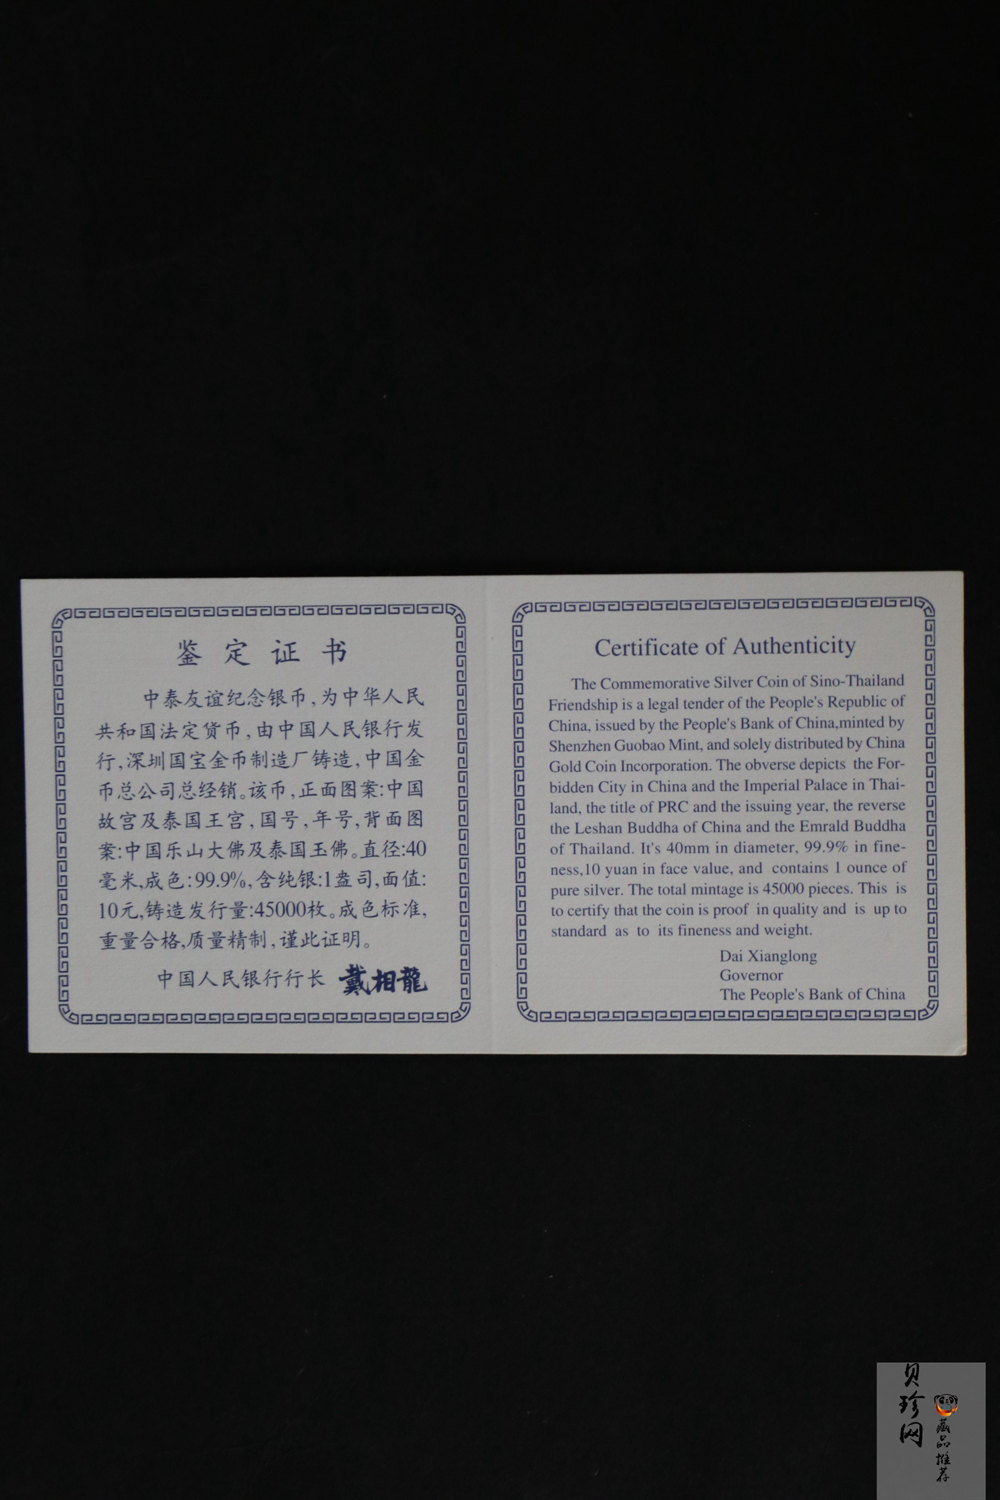 鉴定证书
中泰友谊纪念银币,为中华人民
共和国法定货币,由中国人民银行发
行,深圳国宝金币制造厂铸造,中国金
币总公司总经销。该币,正面图案:中国
故宫及泰国王宫,国号,年号,背面图
案:中国乐山大佛及泰国玉佛。直径:40
毫米,成色:99.9%,含纯银:1盎司,面值:
10元,铸造发行量:45000枚。成色标准,
重量合格,质量精制,谨此证明。
中国人民银行行长 戴相龍
Certificate of Authenticity
The Commemorative Silver Coin of Sino-Thailand
Friendship is a legal tender of the People's Republic of
China, issued by the People's Bank of China,minted by
Shenzhen Guobao Mint, and solely distributed by China
Gold Coin Incorporation. The obverse depicts the For-
bidden City in China and the Imperial Palace in Thai-
land, the title of PRC and the issuing year, the reverse
the Leshan Buddha of China and the Emrald Buddha
of Thailand. It's 40mm in diameter, 99.9% in fine-
ness,10 yuan in face value, and contains 1 ounce of
pure silver. The total mintage is 45000 pieces. This is
to certify that the coin is proof in quality and is up to
standard as to its fineness and weight.
Dai Xianglong
Governor
The People's Bank of China
贝珍网
藏品推荐